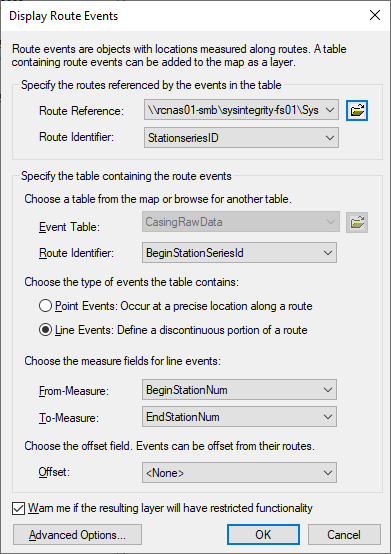 Display Route Events
Route events are objects with locations measured along routes. A table
containing route events can be added to the map as a layer.
Specify the routes referenced by the events in the table
Route Reference:
\\rcnas01-smb\sysintegrity-fs01\Sys
Route Identifier:
StationseriesID
Specify the table containing the route events
Choose a table from the map or browse for another table.
Event Table:
CasingRawData
Route Identifier:
BeginStationSeriesId
Choose the type of events the table contains:
Point Events: Occur at a precise location along a route
Line Events: Define a discontinuous portion of a route
Choose the measure fields for line events:
From-Measure:
BeginStationNum
To-Measure:
EndStationNum
Choose the offset field. Events can be offset from their routes.
Offset:
<None>
Warn me if the resulting layer will have restricted functionality
Advanced Options...
OK
Cancel